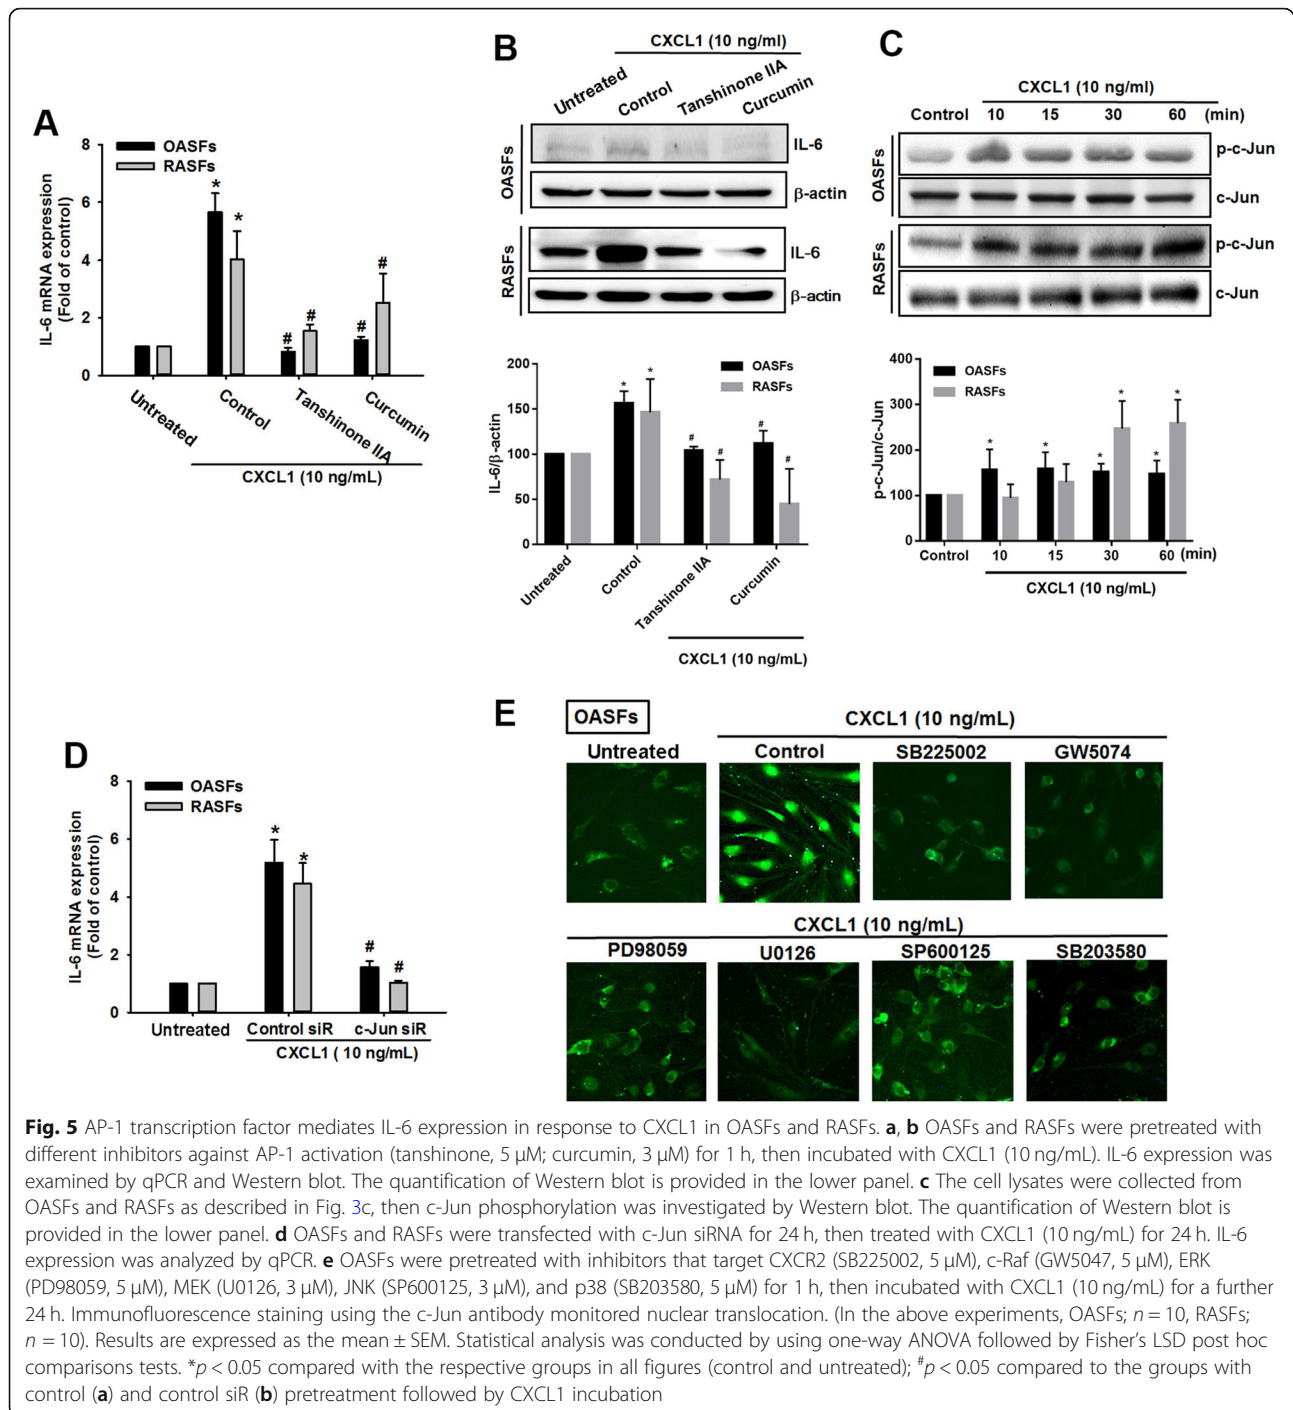 A
OASFs
RASFs
IL-6 mRNA expression
(Fold of control)
8
6
4
2
0
*
*
#
#
#
#
Untreated
Control
Tanshinone IIA
Curcumin
CXCL1 (10 ng/mL)
B
CXCL1 (10 ng/ml)
Untreated
Control
Tanshinone IIA
Curcumin
OASFs
IL-6
β-actin
RASFs
IL-6
β-actin
IL-6/β-actin
200
150
100
50
0
OASFs
RASFs
*
*
#
#
#
#
Untreated
Control
Tanshinone IIA
Curcumin
CXCL1 (10 ng/mL)
C
CXCL1 (10 ng/ml)
Control 10 15 30 60 (min)
OASFs
p-c-Jun
c-Jun
RASFs
p-c-Jun
c-Jun
p-c-Jun/c-Jun
400
300
200
100
0
OASFs
RASFs
*
*
*
*
*
*
Control 10 15 30 60 (min)
CXCL1 (10 ng/mL)
D
OASFs
RASFs
IL-6 mRNA expression
(Fold of control)
8
6
4
2
0
*
*
#
#
Untreated Control siR c-Jun siR
CXCL1 ( 10 ng/mL)
E
OASFs
CXCL1 (10 ng/mL)
Untreated Control SB225002 GW5074
CXCL1 (10 ng/mL)
PD98059 U0126 SP600125 SB203580
Fig. 5 AP-1 transcription factor mediates IL-6 expression in response to CXCL1 in OASFs and RASFs. a, b OASFs and RASFs were pretreated with
different inhibitors against AP-1 activation (tanshinone, 5 μM; curcumin, 3 μM) for 1 h, then incubated with CXCL1 (10 ng/mL). IL-6 expression was
examined by qPCR and Western blot. The quantification of Western blot is provided in the lower panel. c The cell lysates were collected from
OASFs and RASFs as described in Fig. 3c, then c-Jun phosphorylation was investigated by Western blot. The quantification of Western blot is
provided in the lower panel. d OASFs and RASFs were transfected with c-Jun siRNA for 24 h, then treated with CXCL1 (10 ng/mL) for 24 h. IL-6
expression was analyzed by qPCR. e OASFs were pretreated with inhibitors that target CXCR2 (SB225002, 5 μM), c-Raf (GW5047, 5 μM), ERK
(PD98059, 5 μM), MEK (U0126, 3 μM), JNK (SP600125, 3 μM), and p38 (SB203580, 5 μM) for 1 h, then incubated with CXCL1 (10 ng/mL) for a further
24 h. Immunofluorescence staining using the c-Jun antibody monitored nuclear translocation. (In the above experiments, OASFs; n = 10, RASFs;
n = 10). Results are expressed as the mean ± SEM. Statistical analysis was conducted by using one-way ANOVA followed by Fisher's LSD post hoc
comparisons tests. *p < 0.05 compared with the respective groups in all figures (control and untreated); #p < 0.05 compared to the groups with
control (a) and control siR (b) pretreatment followed by CXCL1 incubation